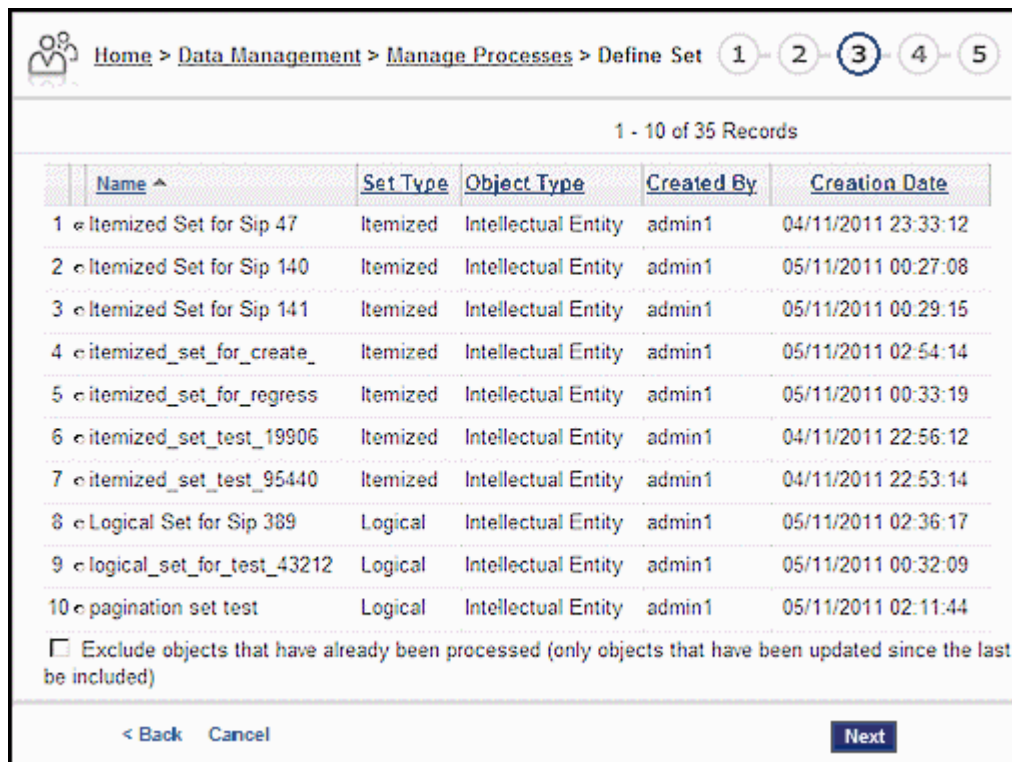 Home > Data Management > Manage Processes > Define Set 1 2 3 4 5
1 - 10 of 35 Records
Name Set Type Object Type Created By Creation Date
1 Itemized Set for Sip 47 Itemized Intellectual Entity admin1 04/11/2011 23:33:12
2 Itemized Set for Sip 140 Itemized Intellectual Entity admin1 05/11/2011 00:27:08
3 Itemized Set for Sip 141 Itemized Intellectual Entity admin1 05/11/2011 00:29:15
4 itemized_set_for_create_ Itemized Intellectual Entity admin1 05/11/2011 02:54:14
5 itemized_set_for_regress Itemized Intellectual Entity admin1 05/11/2011 00:33:19
6 itemized_set_test_19906 Itemized Intellectual Entity admin1 04/11/2011 22:56:12
7 itemized_set_test_95440 Itemized Intellectual Entity admin1 04/11/2011 22:53:14
8 Logical Set for Sip 389 Logical Intellectual Entity admin1 05/11/2011 02:36:17
9 logical_set_for_test_43212 Logical Intellectual Entity admin1 05/11/2011 00:32:09
10 pagination set test Logical Intellectual Entity admin1 05/11/2011 02:11:44
Exclude objects that have already been processed (only objects that have been updated since the last
be included)
< Back Cancel Next